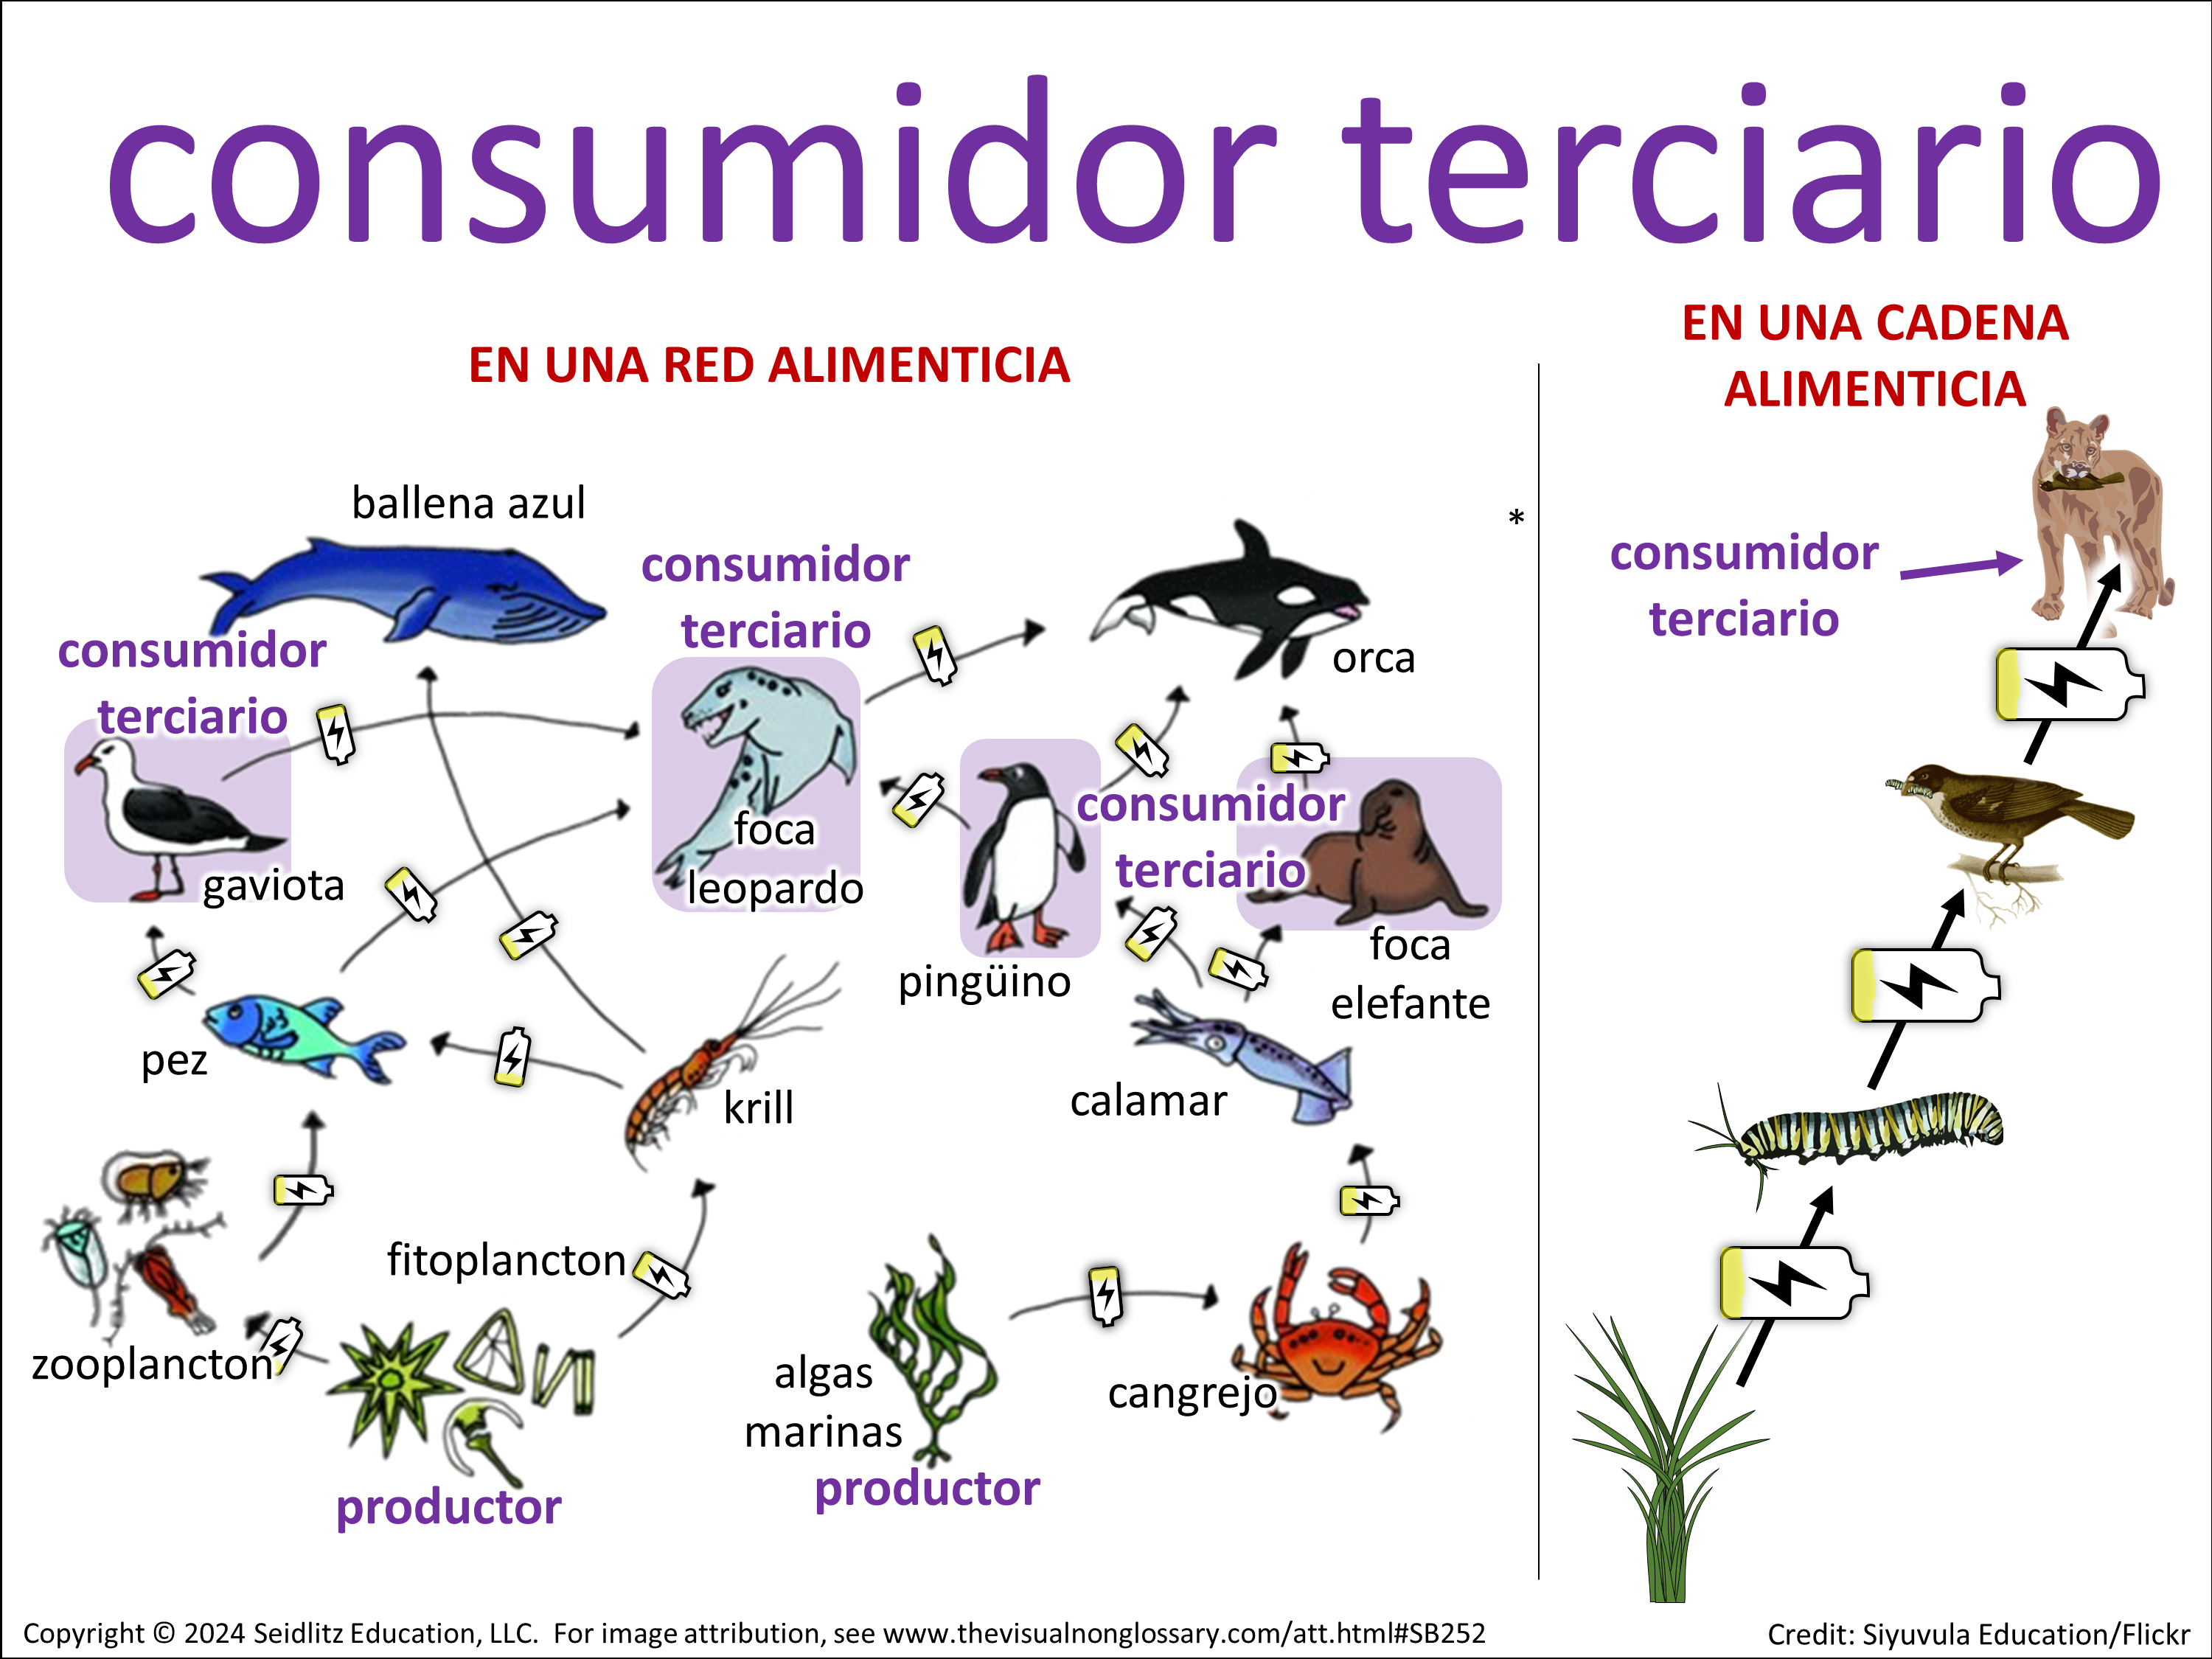 consumidor terciario
EN UNA RED ALIMENTICIA
EN UNA CADENA
ALIMENTICIA
ballena azul
*
consumidor
terciario
orca
consumidor
terciario
consumidor
terciario
foca
leopardo
gaviota
consumidor
terciario
pingüino
foca
elefante
pez
krill
calamar
fitoplancton
zooplancton
algas
marinas
cangrejo
productor
productor
Copyright © 2024 Seidlitz Education, LLC.  For image attribution, see www.thevisualnonglossary.com/att.html#SB252
Credit: Siyuvula Education/Flickr